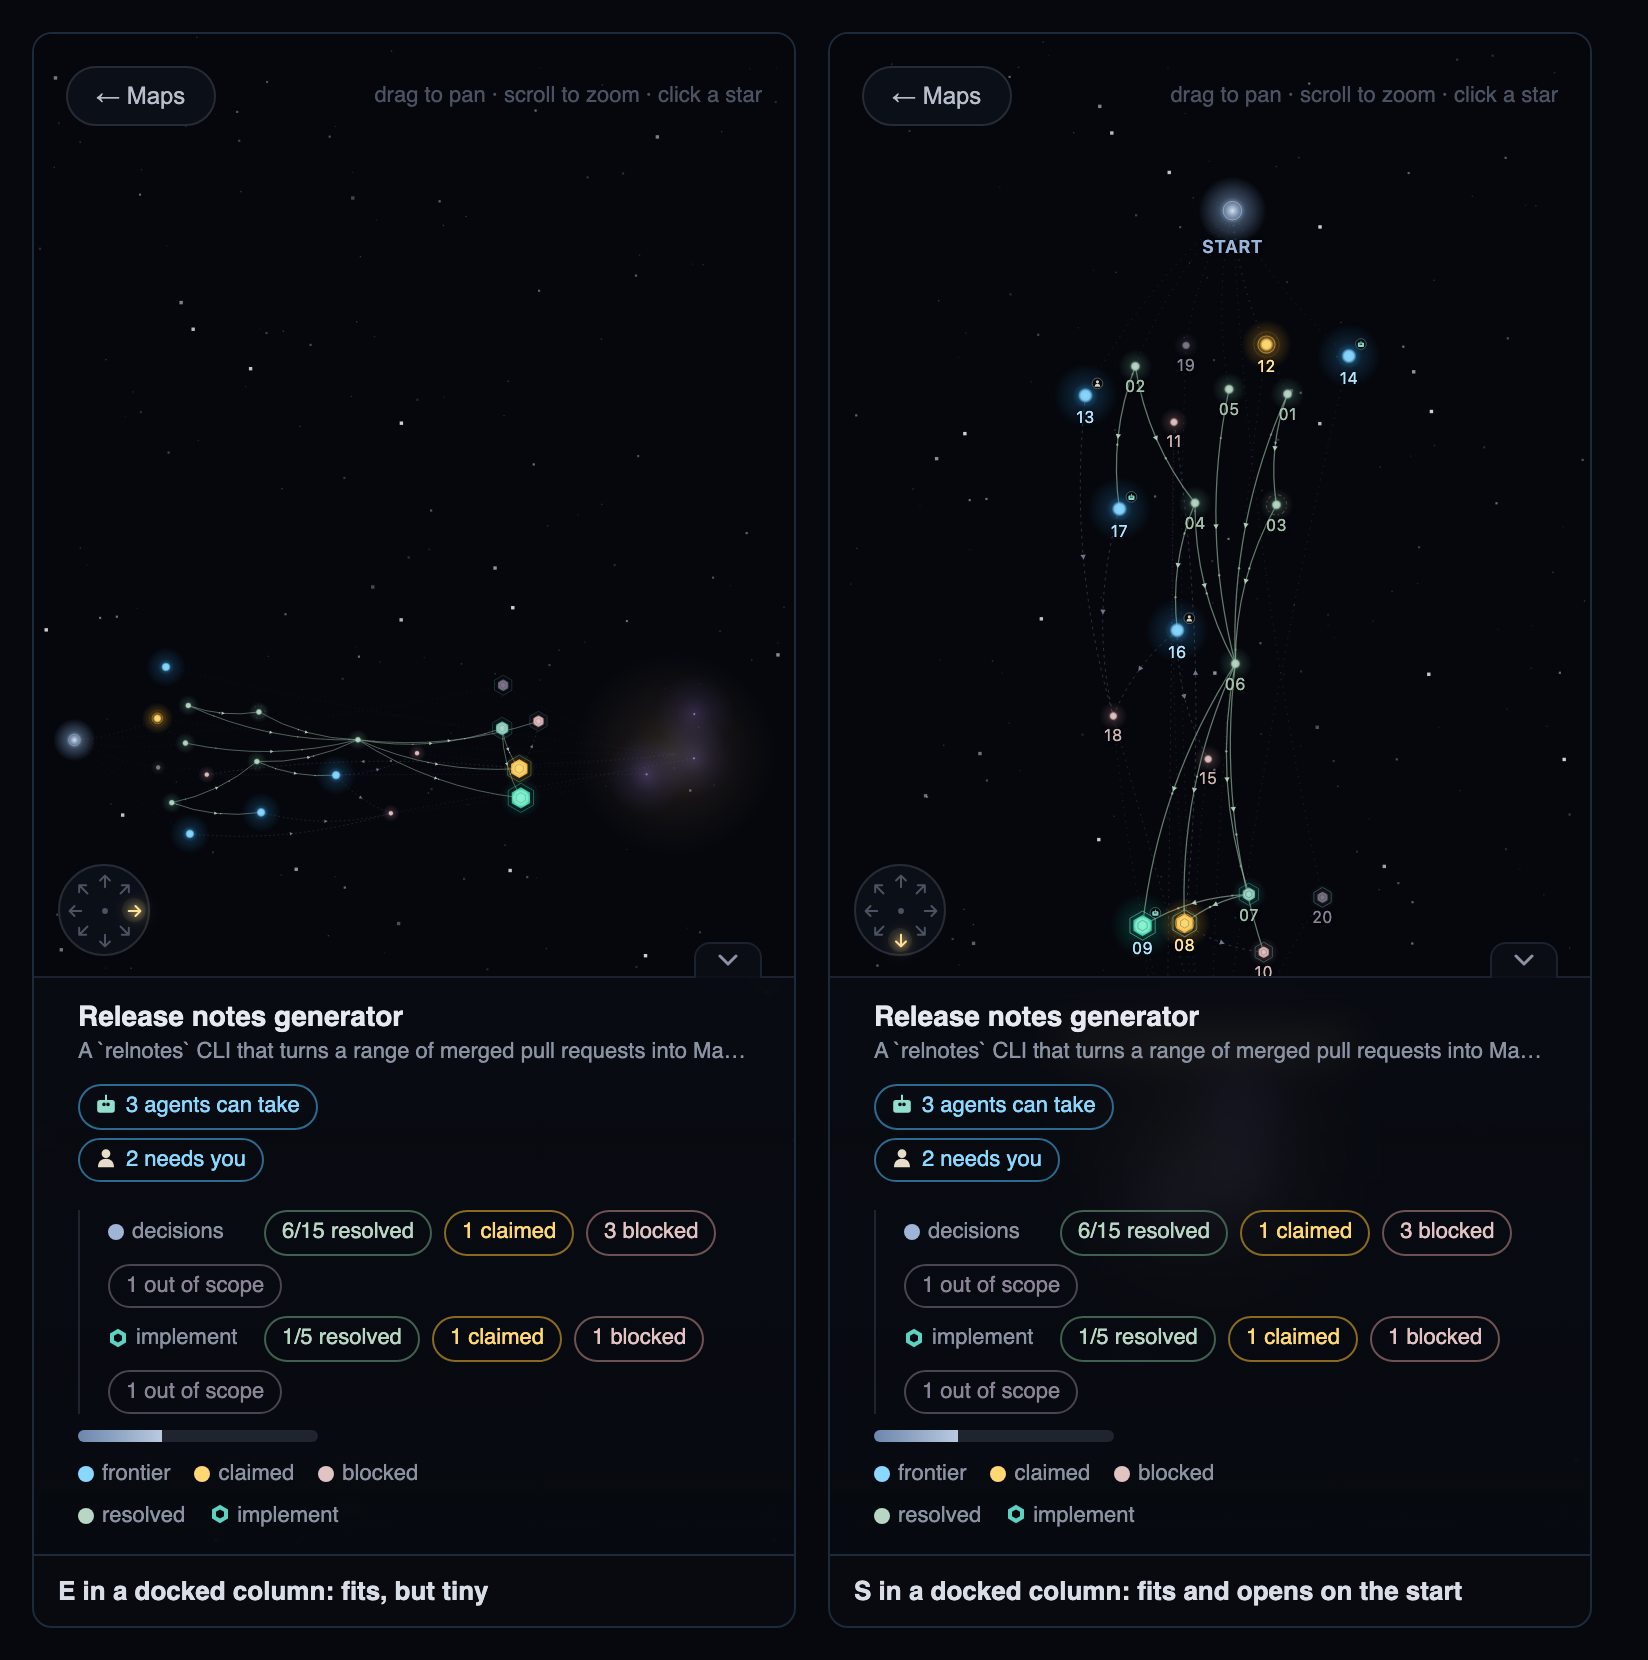 ← Maps
drag to pan · scroll to zoom · click a star
Release notes generator
A `relnotes` CLI that turns a range of merged pull requests into Ma…
3 agents can take
2 needs you
decisions
6/15 resolved
1 claimed
3 blocked
1 out of scope
implement
1/5 resolved
1 claimed
1 blocked
1 out of scope
frontier
claimed
blocked
resolved
implement
E in a docked column: fits, but tiny
← Maps
drag to pan · scroll to zoom · click a star
START
19
12
14
02
13
05
01
11
17
04
03
16
06
18
15
07
20
09
08
10
Release notes generator
A `relnotes` CLI that turns a range of merged pull requests into Ma…
3 agents can take
2 needs you
decisions
6/15 resolved
1 claimed
3 blocked
1 out of scope
implement
1/5 resolved
1 claimed
1 blocked
1 out of scope
frontier
claimed
blocked
resolved
implement
S in a docked column: fits and opens on the start